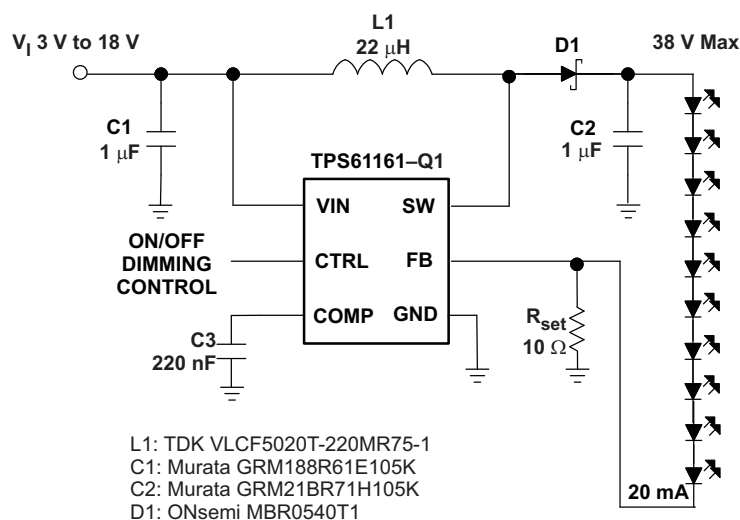 L1
22 μH
V_I 3 V to 18 V
D1
38 V Max
C1
1 μF
C2
1 μF
TPS61161–Q1
VIN
SW
ON/OFF
DIMMING
CONTROL
CTRL
FB
COMP
GND
C3
220 nF
R_set
10 Ω
L1: TDK VLCF5020T-220MR75-1
C1: Murata GRM188R61E105K
C2: Murata GRM21BR71H105K
D1: ONsemi MBR0540T1
20 mA